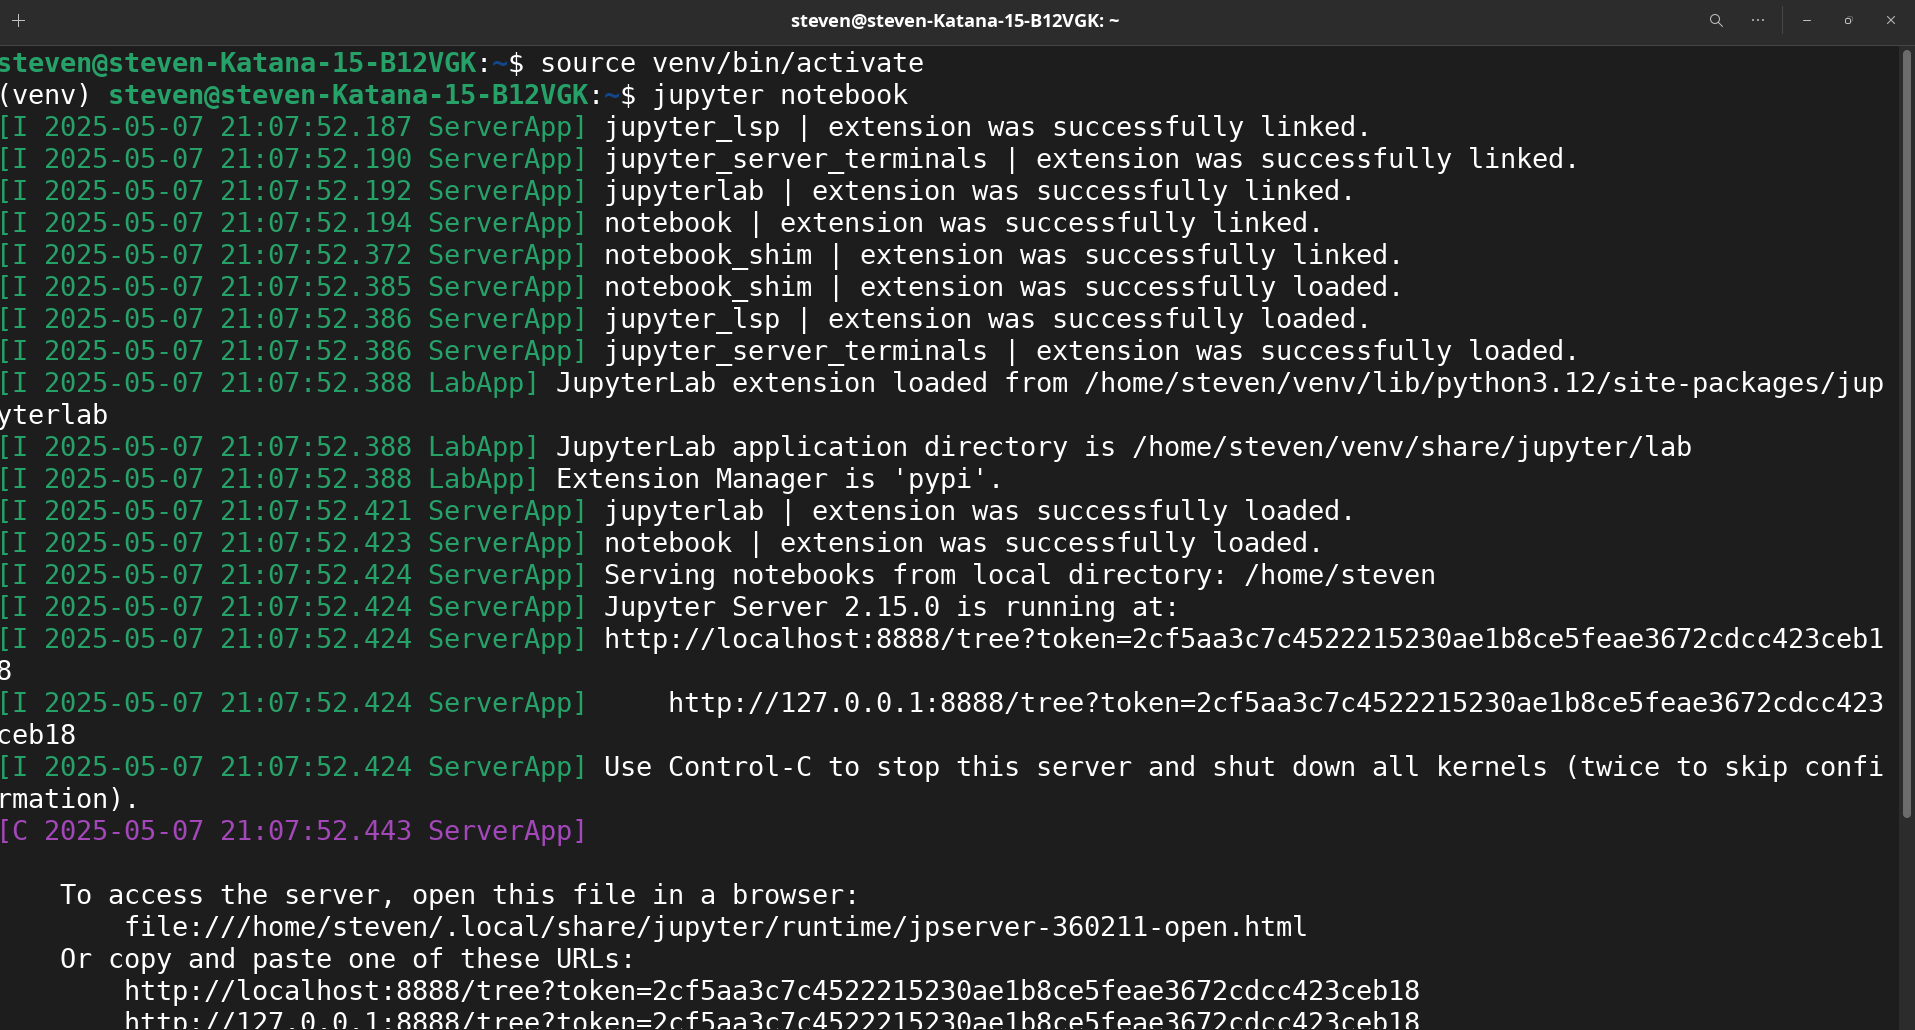 steven@steven-Katana-15-B12VGK: ~
steven@steven-Katana-15-B12VGK:~$ source venv/bin/activate
(venv) steven@steven-Katana-15-B12VGK:~$ jupyter notebook
[I 2025-05-07 21:07:52.187 ServerApp] jupyter_lsp | extension was successfully linked.
[I 2025-05-07 21:07:52.190 ServerApp] jupyter_server_terminals | extension was successfully linked.
[I 2025-05-07 21:07:52.192 ServerApp] jupyterlab | extension was successfully linked.
[I 2025-05-07 21:07:52.194 ServerApp] notebook | extension was successfully linked.
[I 2025-05-07 21:07:52.372 ServerApp] notebook_shim | extension was successfully linked.
[I 2025-05-07 21:07:52.385 ServerApp] notebook_shim | extension was successfully loaded.
[I 2025-05-07 21:07:52.386 ServerApp] jupyter_lsp | extension was successfully loaded.
[I 2025-05-07 21:07:52.386 ServerApp] jupyter_server_terminals | extension was successfully loaded.
[I 2025-05-07 21:07:52.388 LabApp] JupyterLab extension loaded from /home/steven/venv/lib/python3.12/site-packages/jup
yterlab
[I 2025-05-07 21:07:52.388 LabApp] JupyterLab application directory is /home/steven/venv/share/jupyter/lab
[I 2025-05-07 21:07:52.388 LabApp] Extension Manager is 'pypi'.
[I 2025-05-07 21:07:52.421 ServerApp] jupyterlab | extension was successfully loaded.
[I 2025-05-07 21:07:52.423 ServerApp] notebook | extension was successfully loaded.
[I 2025-05-07 21:07:52.424 ServerApp] Serving notebooks from local directory: /home/steven
[I 2025-05-07 21:07:52.424 ServerApp] Jupyter Server 2.15.0 is running at:
[I 2025-05-07 21:07:52.424 ServerApp] http://localhost:8888/tree?token=2cf5aa3c7c4522215230ae1b8ce5feae3672cdcc423ceb1
8
[I 2025-05-07 21:07:52.424 ServerApp]     http://127.0.0.1:8888/tree?token=2cf5aa3c7c4522215230ae1b8ce5feae3672cdcc423
ceb18
[I 2025-05-07 21:07:52.424 ServerApp] Use Control-C to stop this server and shut down all kernels (twice to skip confi
rmation).
[C 2025-05-07 21:07:52.443 ServerApp]
To access the server, open this file in a browser:
file:///home/steven/.local/share/jupyter/runtime/jpserver-360211-open.html
Or copy and paste one of these URLs:
http://localhost:8888/tree?token=2cf5aa3c7c4522215230ae1b8ce5feae3672cdcc423ceb18
http://127.0.0.1:8888/tree?token=2cf5aa3c7c4522215230ae1b8ce5feae3672cdcc423ceb18